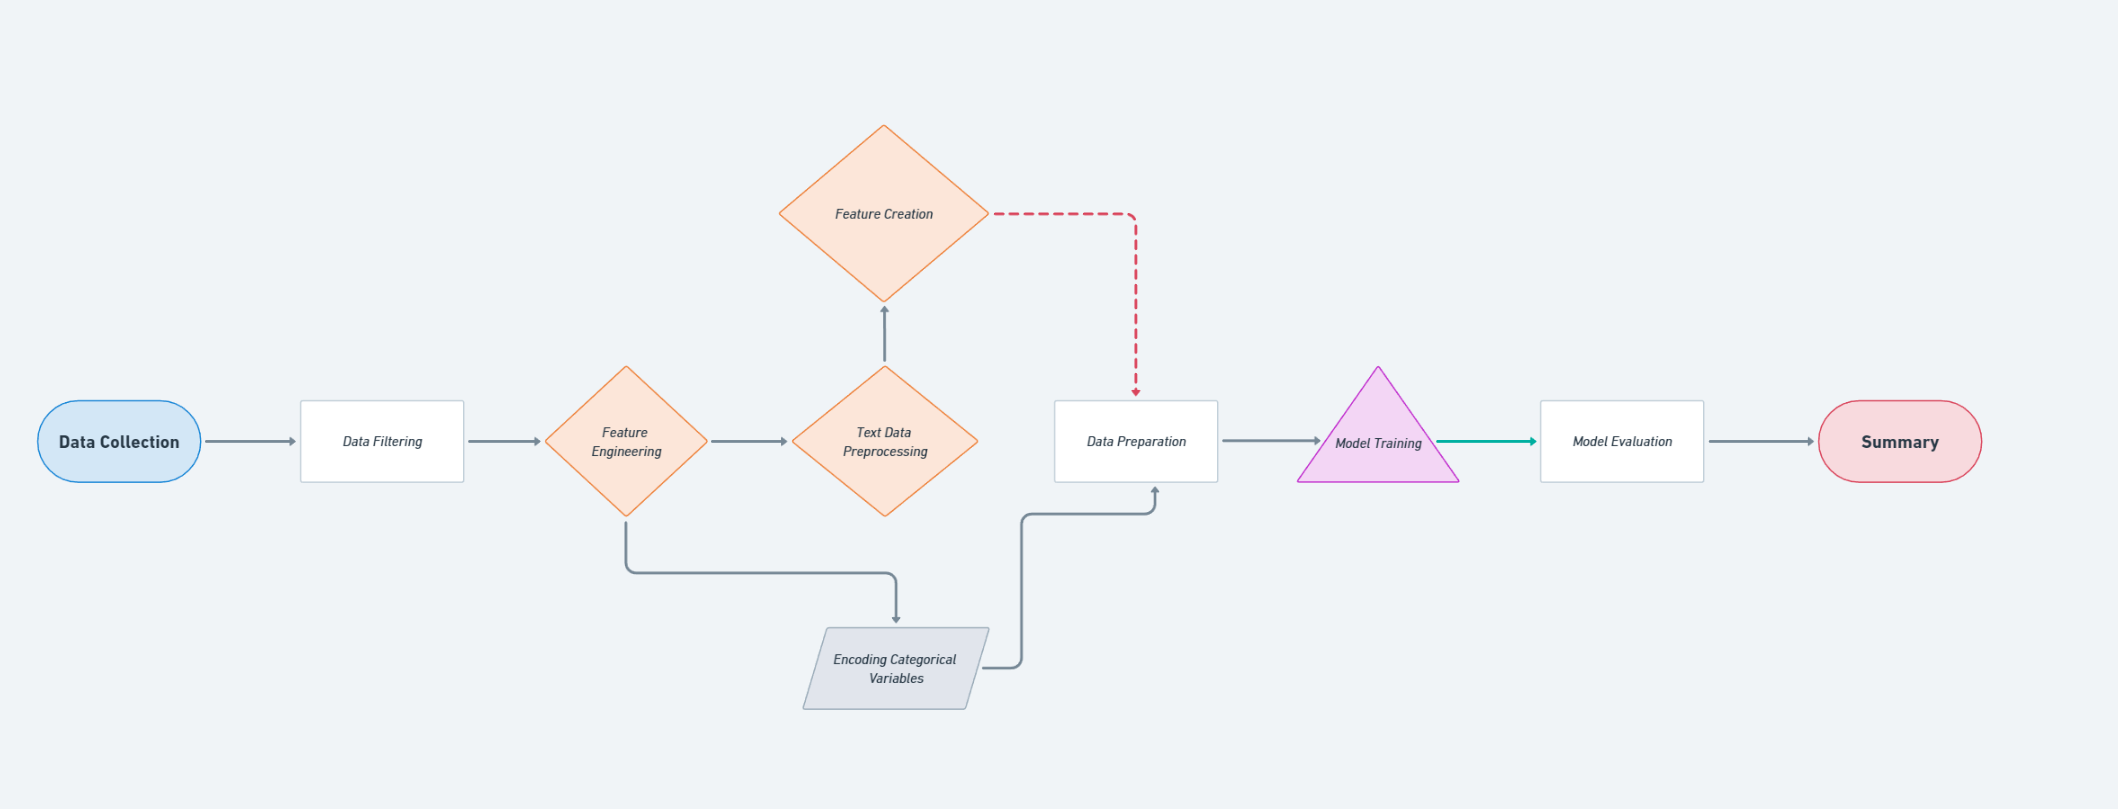 Feature Creation
Data Collection
Data Filtering
Feature
Engineering
Text Data
Preprocessing
Data Preparation
Model Training
Model Evaluation
Summary
Encoding Categorical
Variables